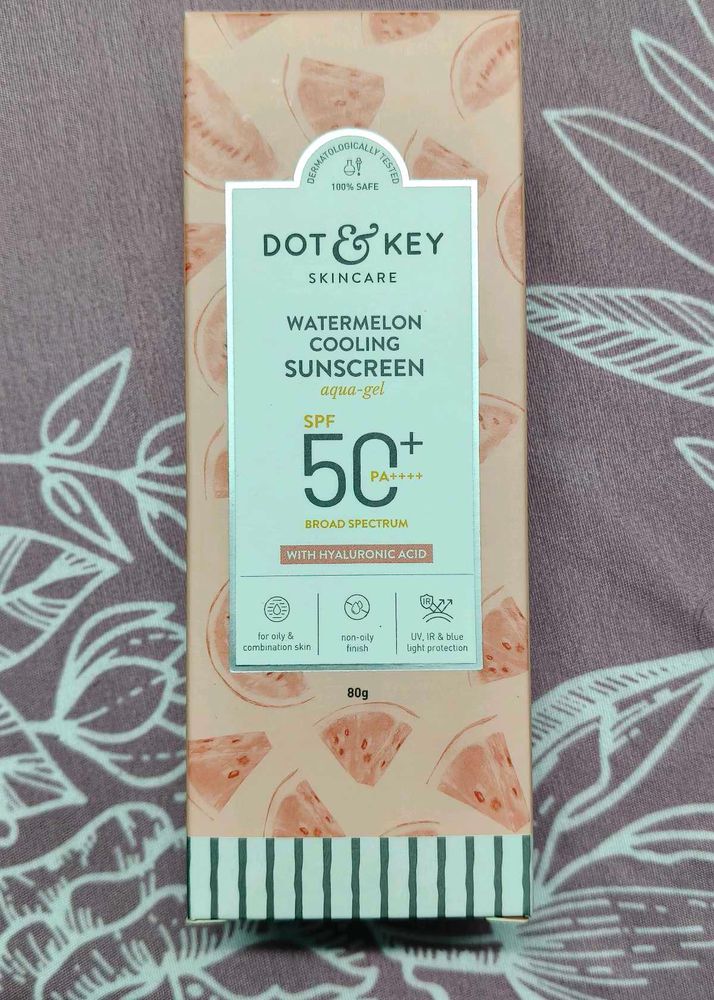 DERMATOLOGICALLY TESTED
100% SAFE
DOT & KEY
SKINCARE
WATERMELON
COOLING
SUNSCREEN
aqua-gel
SPF
50+
PA++++
BROAD SPECTRUM
WITH HYALURONIC ACID
IR
for oily &
combination skin
non-oily
finish
UV, IR & blue
light protection
80g